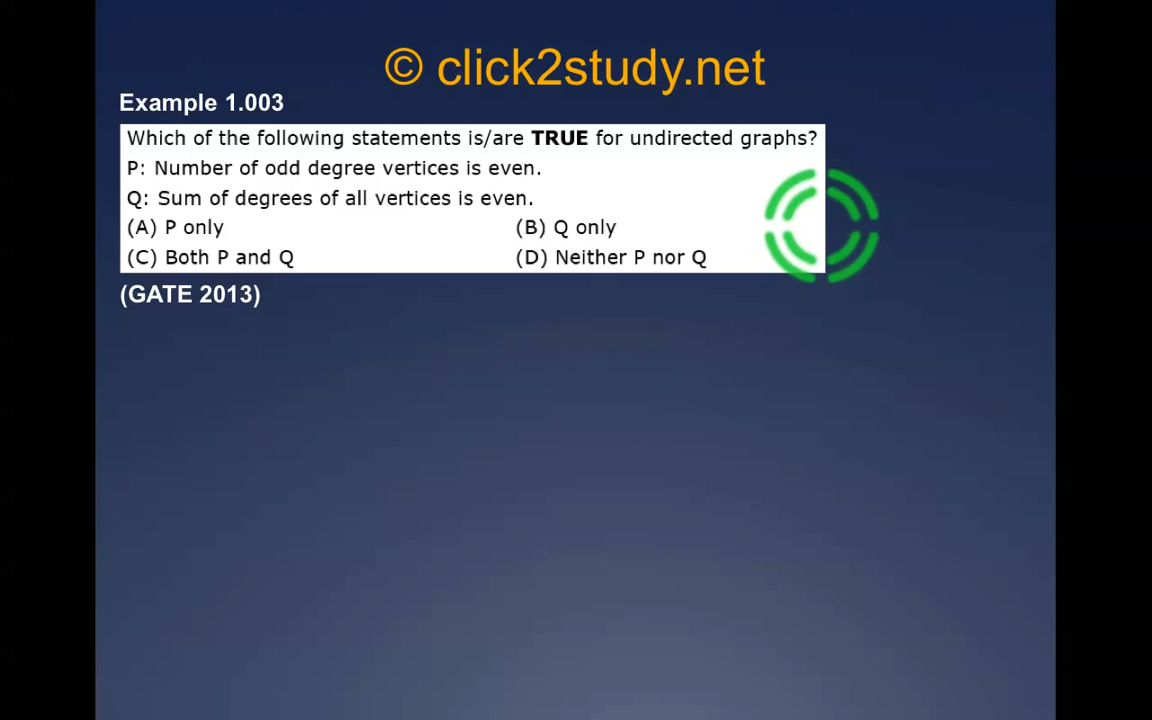 © click2study.net
Example 1.003
Which of the following statements is/are TRUE for undirected graphs?
P: Number of odd degree vertices is even.
Q: Sum of degrees of all vertices is even.
(A) P only (B) Q only
(C) Both P and Q (D) Neither P nor Q
(GATE 2013)